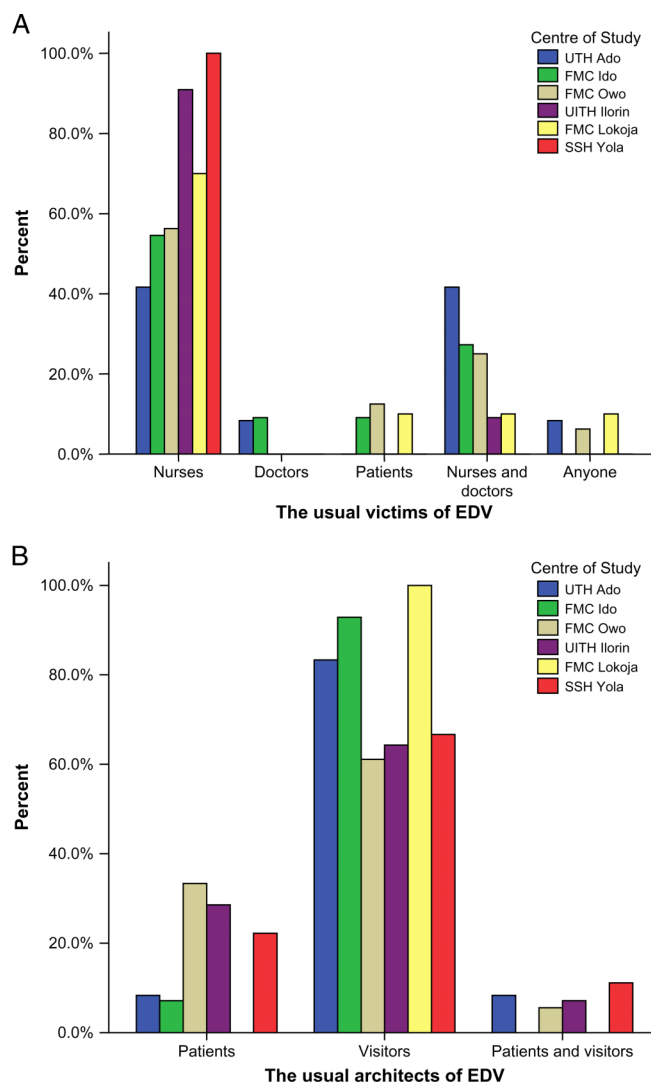 A
Centre of Study
UTH Ado
FMC Ido
FMC Owo
UITH Ilorin
FMC Lokoja
SSH Yola
100.0%
80.0%
60.0%
40.0%
20.0%
0.0%
Percent
Nurses
Doctors
Patients
Nurses and
doctors
Anyone
The usual victims of EDV
B
Centre of Study
UTH Ado
FMC Ido
FMC Owo
UITH Ilorin
FMC Lokoja
SSH Yola
100.0%
80.0%
60.0%
40.0%
20.0%
0.0%
Percent
Patients
Visitors
Patients and visitors
The usual architects of EDV